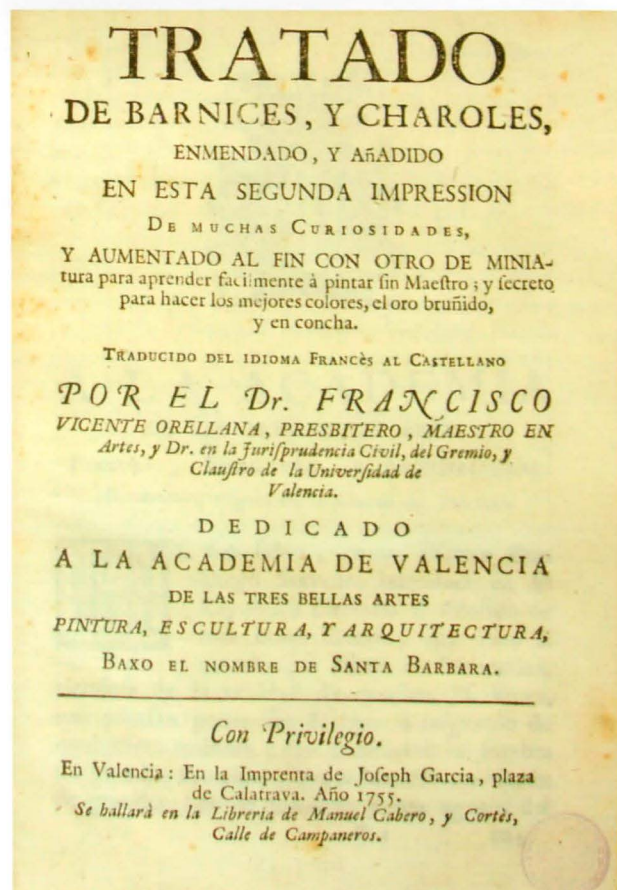 TRATADO
DE BARNICES, Y CHAROLES,
ENMENDADO, Y AñADIDO
EN ESTA SEGUNDA IMPRESSION
DE MUCHAS CURIOSIDADES,
Y AUMENTADO AL FIN CON OTRO DE MINIA-
tura para aprender facilmente à pintar ſin Maeſtro; y ſecreto
para hacer los mejores colores, el oro bruñido,
y en concha.
TRADUCIDO DEL IDIOMA FRANCèS AL CASTELLANO
POR EL Dr. FRANCISCO
VICENTE ORELLANA, PRESBITERO, MAESTRO EN
Artes, y Dr. en la Juriſprudencia Civil, del Gremio, y
Clauſtro de la Univerſidad de
Valencia.
DEDICADO
A LA ACADEMIA DE VALENCIA
DE LAS TRES BELLAS ARTES
PINTURA, ESCULTURA, Y ARQUITECTURA,
BAXO EL NOMBRE DE SANTA BARBARA.
Con Privilegio.
En Valencia: En la Imprenta de Joſeph Garcia, plaza
de Calatrava. Año 1755.
Se hallarà en la Libreria de Manuel Cabero, y Cortès,
Calle de Campaneros.